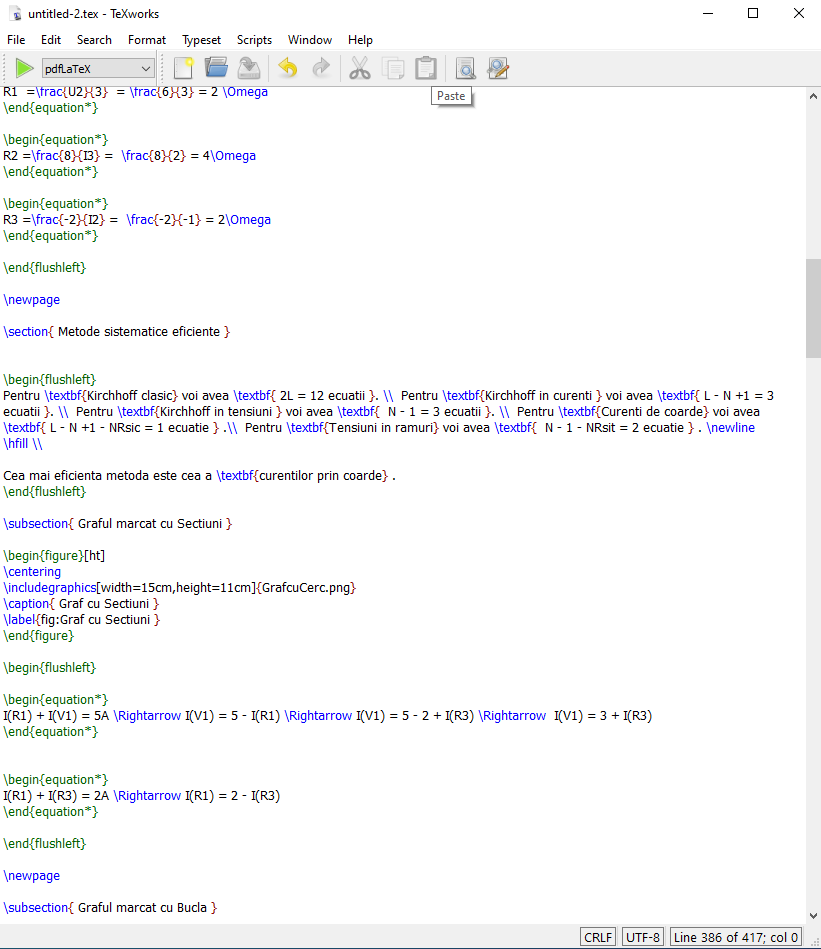 untitled-2.tex - TeXworks
File Edit Search Format Typeset Scripts Window Help
pdfLaTeX
R1  =\frac{U2}{3}  = \frac{6}{3} = 2 \Omega
Paste
\end{equation*}
\begin{equation*}
R2 =\frac{8}{I3} =  \frac{8}{2} = 4\Omega
\end{equation*}
\begin{equation*}
R3 =\frac{-2}{I2} =  \frac{-2}{-1} = 2\Omega
\end{equation*}
\end{flushleft}
\newpage
\section{ Metode sistematice eficiente }
\begin{flushleft}
Pentru \textbf{Kirchhoff clasic} voi avea \textbf{ 2L = 12 ecuatii }. \\  Pentru \textbf{Kirchhoff in curenti } voi avea \textbf{ L - N +1 = 3
ecuatii }. \\  Pentru \textbf{Kirchhoff in tensiuni } voi avea \textbf{  N - 1 = 3 ecuatii }. \\  Pentru \textbf{Curenti de coarde} voi avea
\textbf{ L - N +1 - NRsic = 1 ecuatie } .\\  Pentru \textbf{Tensiuni in ramuri} voi avea \textbf{  N - 1 - NRsit = 2 ecuatie } . \newline
\hfill \\
Cea mai eficienta metoda este cea a \textbf{curentilor prin coarde} .
\end{flushleft}
\subsection{ Graful marcat cu Sectiuni }
\begin{figure}[ht]
\centering
\includegraphics[width=15cm,height=11cm]{GrafcuCerc.png}
\caption{ Graf cu Sectiuni }
\label{fig:Graf cu Sectiuni }
\end{figure}
\begin{flushleft}
\begin{equation*}
I(R1) + I(V1) = 5A \Rightarrow I(V1) = 5 - I(R1) \Rightarrow I(V1) = 5 - 2 + I(R3) \Rightarrow  I(V1) = 3 + I(R3)
\end{equation*}
\begin{equation*}
I(R1) + I(R3) = 2A \Rightarrow I(R1) = 2 - I(R3)
\end{equation*}
\end{flushleft}
\newpage
\subsection{ Graful marcat cu Bucla }
CRLF UTF-8 Line 386 of 417; col 0